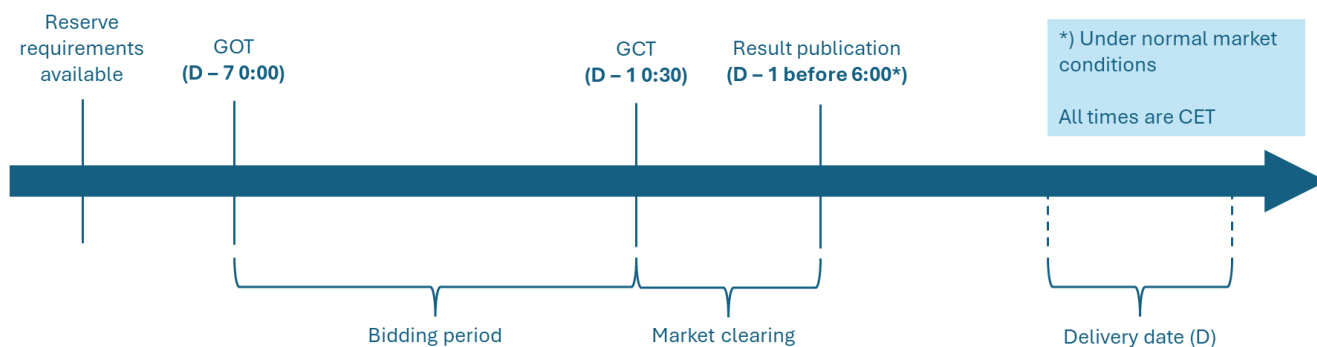 Reserve
requirements
available
GOT
(D – 7 0:00)
GCT
(D – 1 0:30)
Result publication
(D – 1 before 6:00*)
*) Under normal market
conditions
All times are CET
Bidding period
Market clearing
Delivery date (D)